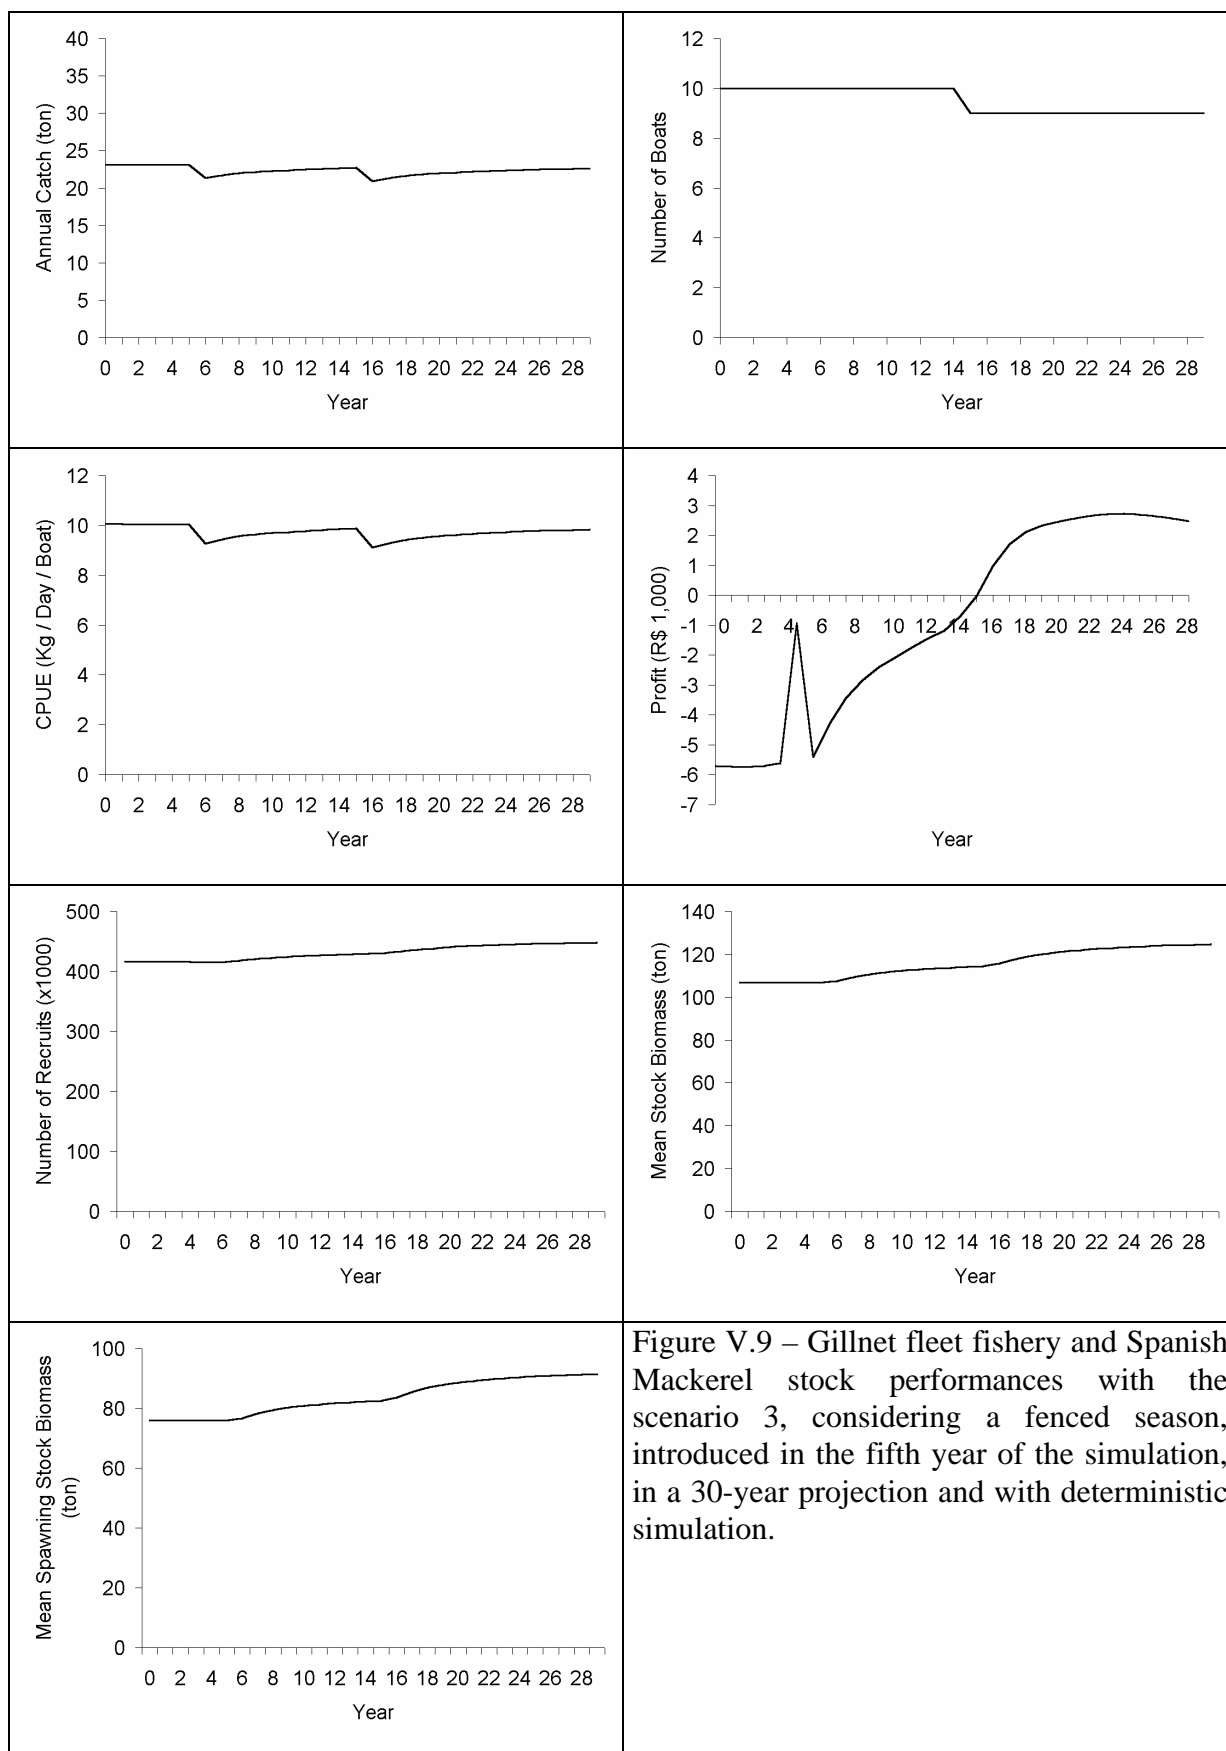 40
35
30
25
20
15
10
5
0
Annual Catch (ton)
0 2 4 6 8 10 12 14 16 18 20 22 24 26 28
Year
12
10
8
6
4
2
0
Number of Boats
0 2 4 6 8 10 12 14 16 18 20 22 24 26 28
Year
12
10
8
6
4
2
0
CPUE (Kg / Day / Boat)
0 2 4 6 8 10 12 14 16 18 20 22 24 26 28
Year
4
3
2
1
0
-1
-2
-3
-4
-5
-6
-7
Profit (R$ 1,000)
0 2 4 6 8 10 12 14 16 18 20 22 24 26 28
Year
500
400
300
200
100
0
Number of Recruits (x1000)
0 2 4 6 8 10 12 14 16 18 20 22 24 26 28
Year
140
120
100
80
60
40
20
0
Mean Stock Biomass (ton)
0 2 4 6 8 10 12 14 16 18 20 22 24 26 28
Year
100
80
60
40
20
0
Mean Spawning Stock Biomass
(ton)
0 2 4 6 8 10 12 14 16 18 20 22 24 26 28
Year
Figure V.9 – Gillnet fleet fishery and Spanish
Mackerel stock performances with the
scenario 3, considering a fenced season,
introduced in the fifth year of the simulation,
in a 30-year projection and with deterministic
simulation.